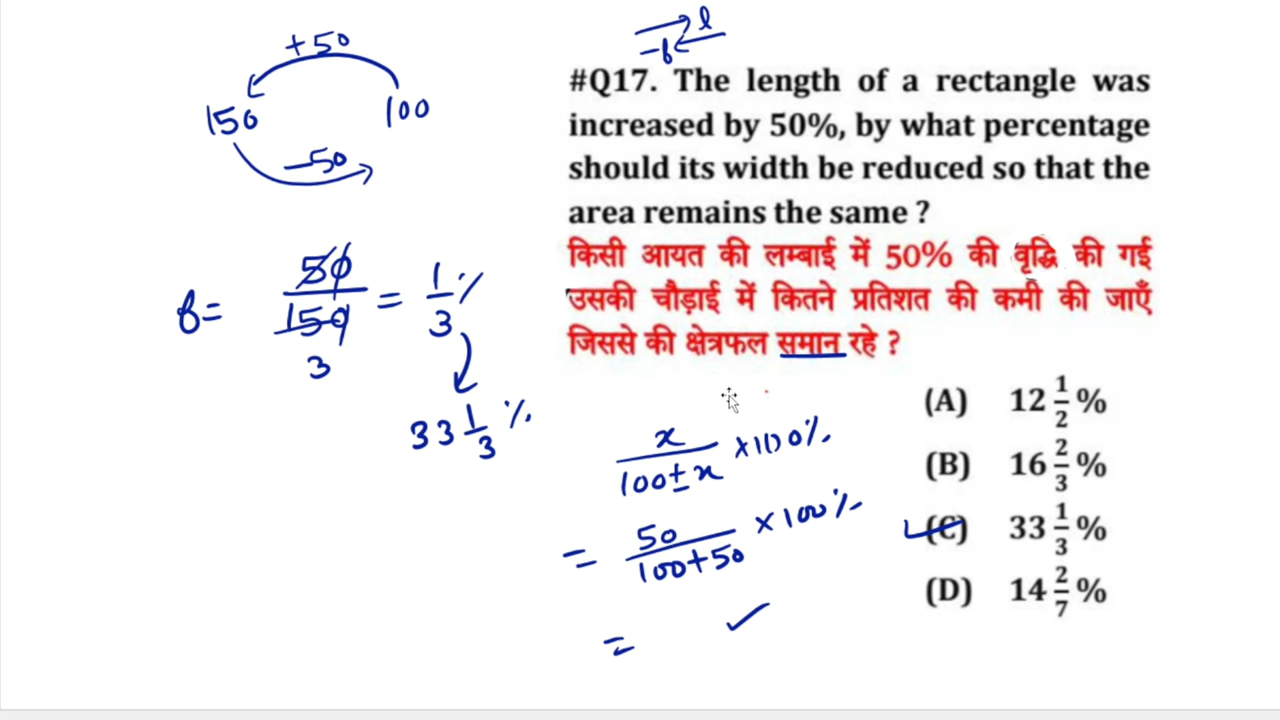 +50
150 100
-50
b= 50/150 = 1/3 %
3
33 1/3 %
l
-b
#Q17. The length of a rectangle was
increased by 50%, by what percentage
should its width be reduced so that the
area remains the same ?
किसी आयत की लम्बाई में 50% की वृद्धि की गई
उसकी चौड़ाई में कितने प्रतिशत की कमी की जाएँ
जिससे की क्षेत्रफल समान रहे ?
x/100±x ×100%
= 50/100+50 ×100%
=
(A) 12 1/2 %
(B) 16 2/3 %
(C) 33 1/3 %
(D) 14 2/7 %